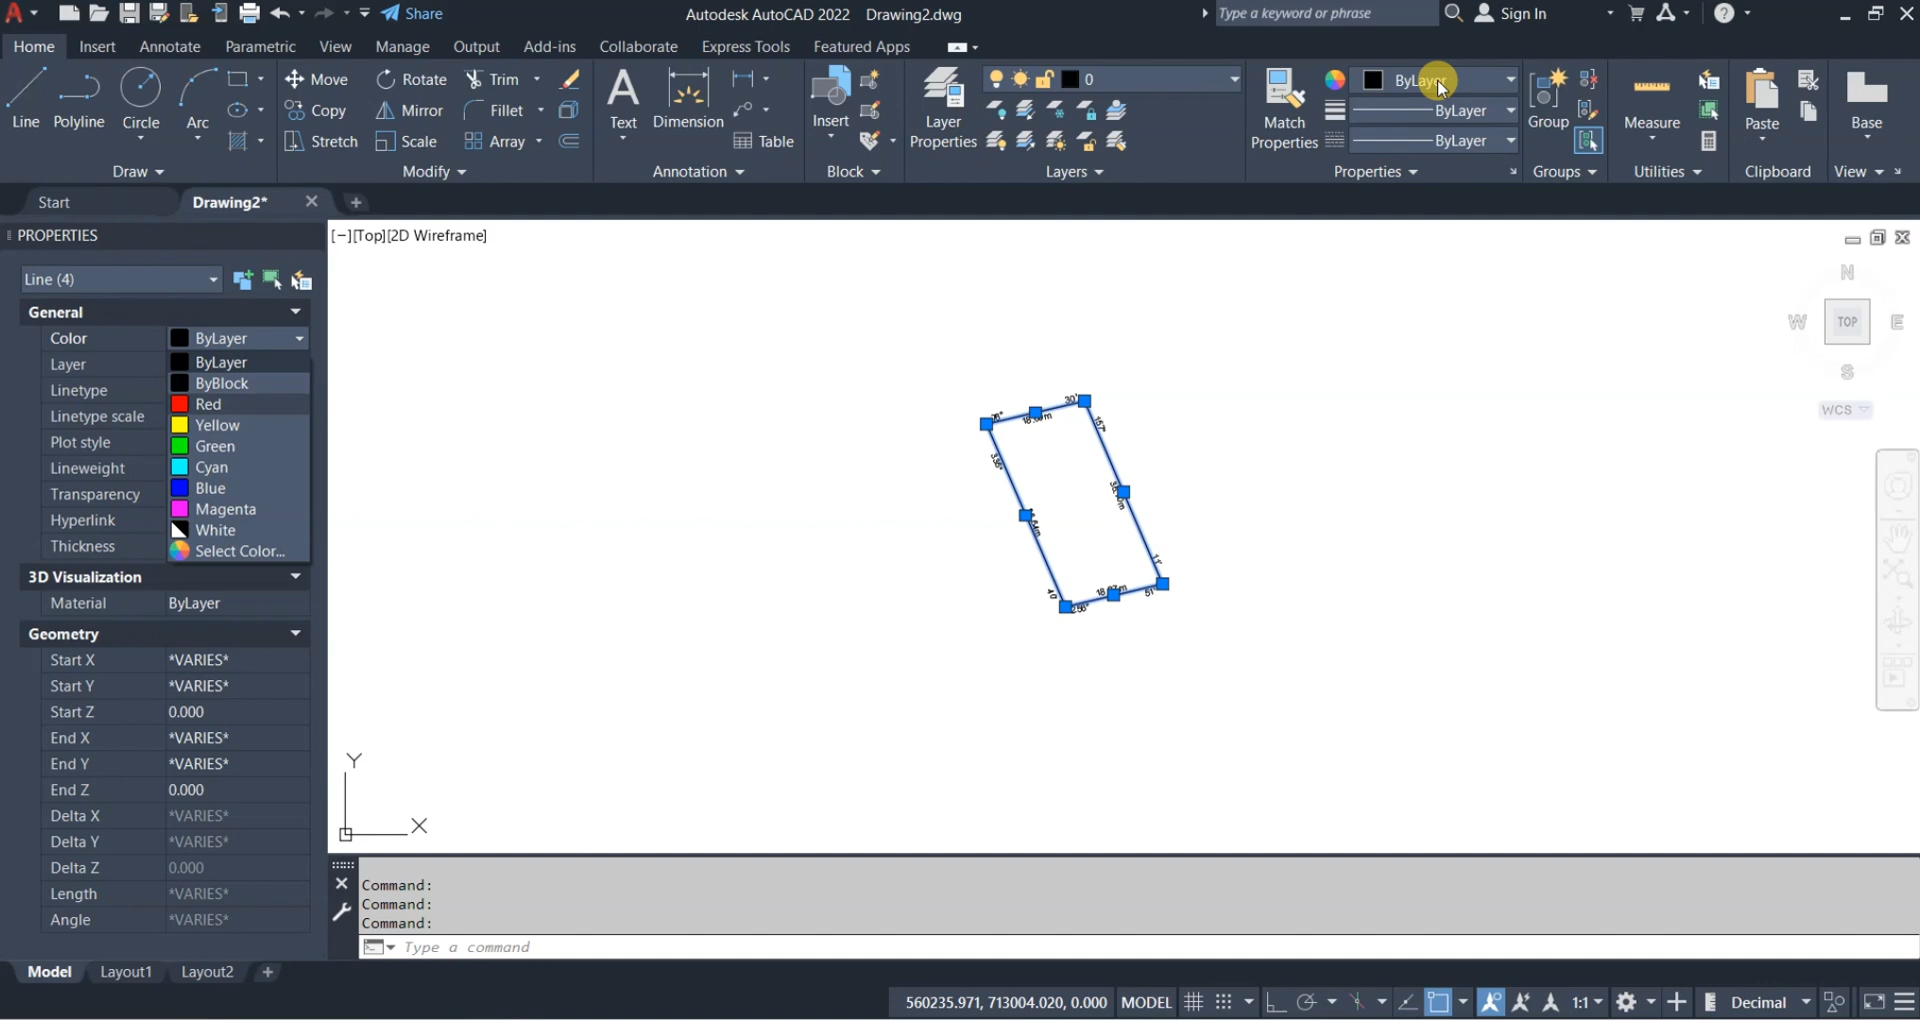 Share
Autodesk AutoCAD 2022 Drawing2.dwg
Type a keyword or phrase
Sign In
Home Insert Annotate Parametric View Manage Output Add-ins Collaborate Express Tools Featured Apps
Line Polyline Circle Arc
Move Rotate Trim
Copy Mirror Fillet
Stretch Scale Array
Text Dimension Table
Insert
Layer Properties
0
Match Properties
ByLayer
ByLayer
Group Measure Paste Base
Draw Modify Annotation Block Layers Properties Groups Utilities Clipboard View
Start Drawing2*
PROPERTIES
[−][Top][2D Wireframe]
Line (4)
General
Color ByLayer
Layer ByLayer
Linetype ByBlock
Red
Linetype scale Yellow
Plot style Green
Lineweight Cyan
Transparency Blue
Hyperlink Magenta
White
Thickness Select Color...
3D Visualization
Material ByLayer
Geometry
Start X *VARIES*
Start Y *VARIES*
Start Z 0.000
End X *VARIES*
End Y *VARIES*
End Z 0.000
Delta X *VARIES*
Delta Y *VARIES*
Delta Z 0.000
Length *VARIES*
Angle *VARIES*
N
W TOP E
S
WCS
30'
157°
336°
11'
40'
256°
51'
Y
X
Command:
Command:
Command:
Type a command
Model Layout1 Layout2
560235.971, 713004.020, 0.000 MODEL 1:1 Decimal